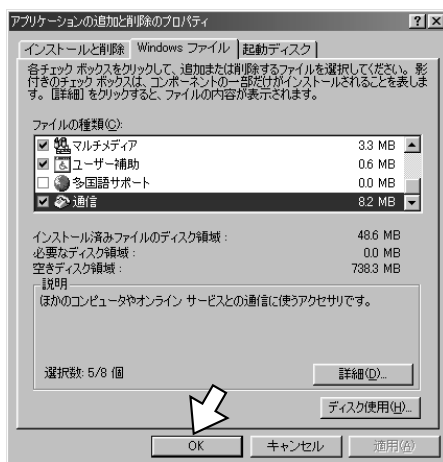 アプリケーションの追加と削除のプロパティ
インストールと削除 Windows ファイル 起動ディスク
各チェック ボックスをクリックして、追加または削除するファイルを選択してください。影
付きのチェック ボックスは、コンポーネントの一部だけがインストールされることを表しま
す。[詳細] をクリックすると、ファイルの内容が表示されます。
ファイルの種類(C):
マルチメディア 3.3 MB
ユーザー補助 0.6 MB
多国語サポート 0.0 MB
通信 8.2 MB
インストール済みファイルのディスク領域 : 48.6 MB
必要なディスク領域 : 0.0 MB
空きディスク領域 : 738.3 MB
説明
ほかのコンピュータやオンライン サービスとの通信に使うアクセサリです。
選択数: 5/8 個 詳細(D)...
ディスク使用(H)...
OK キャンセル 適用(A)